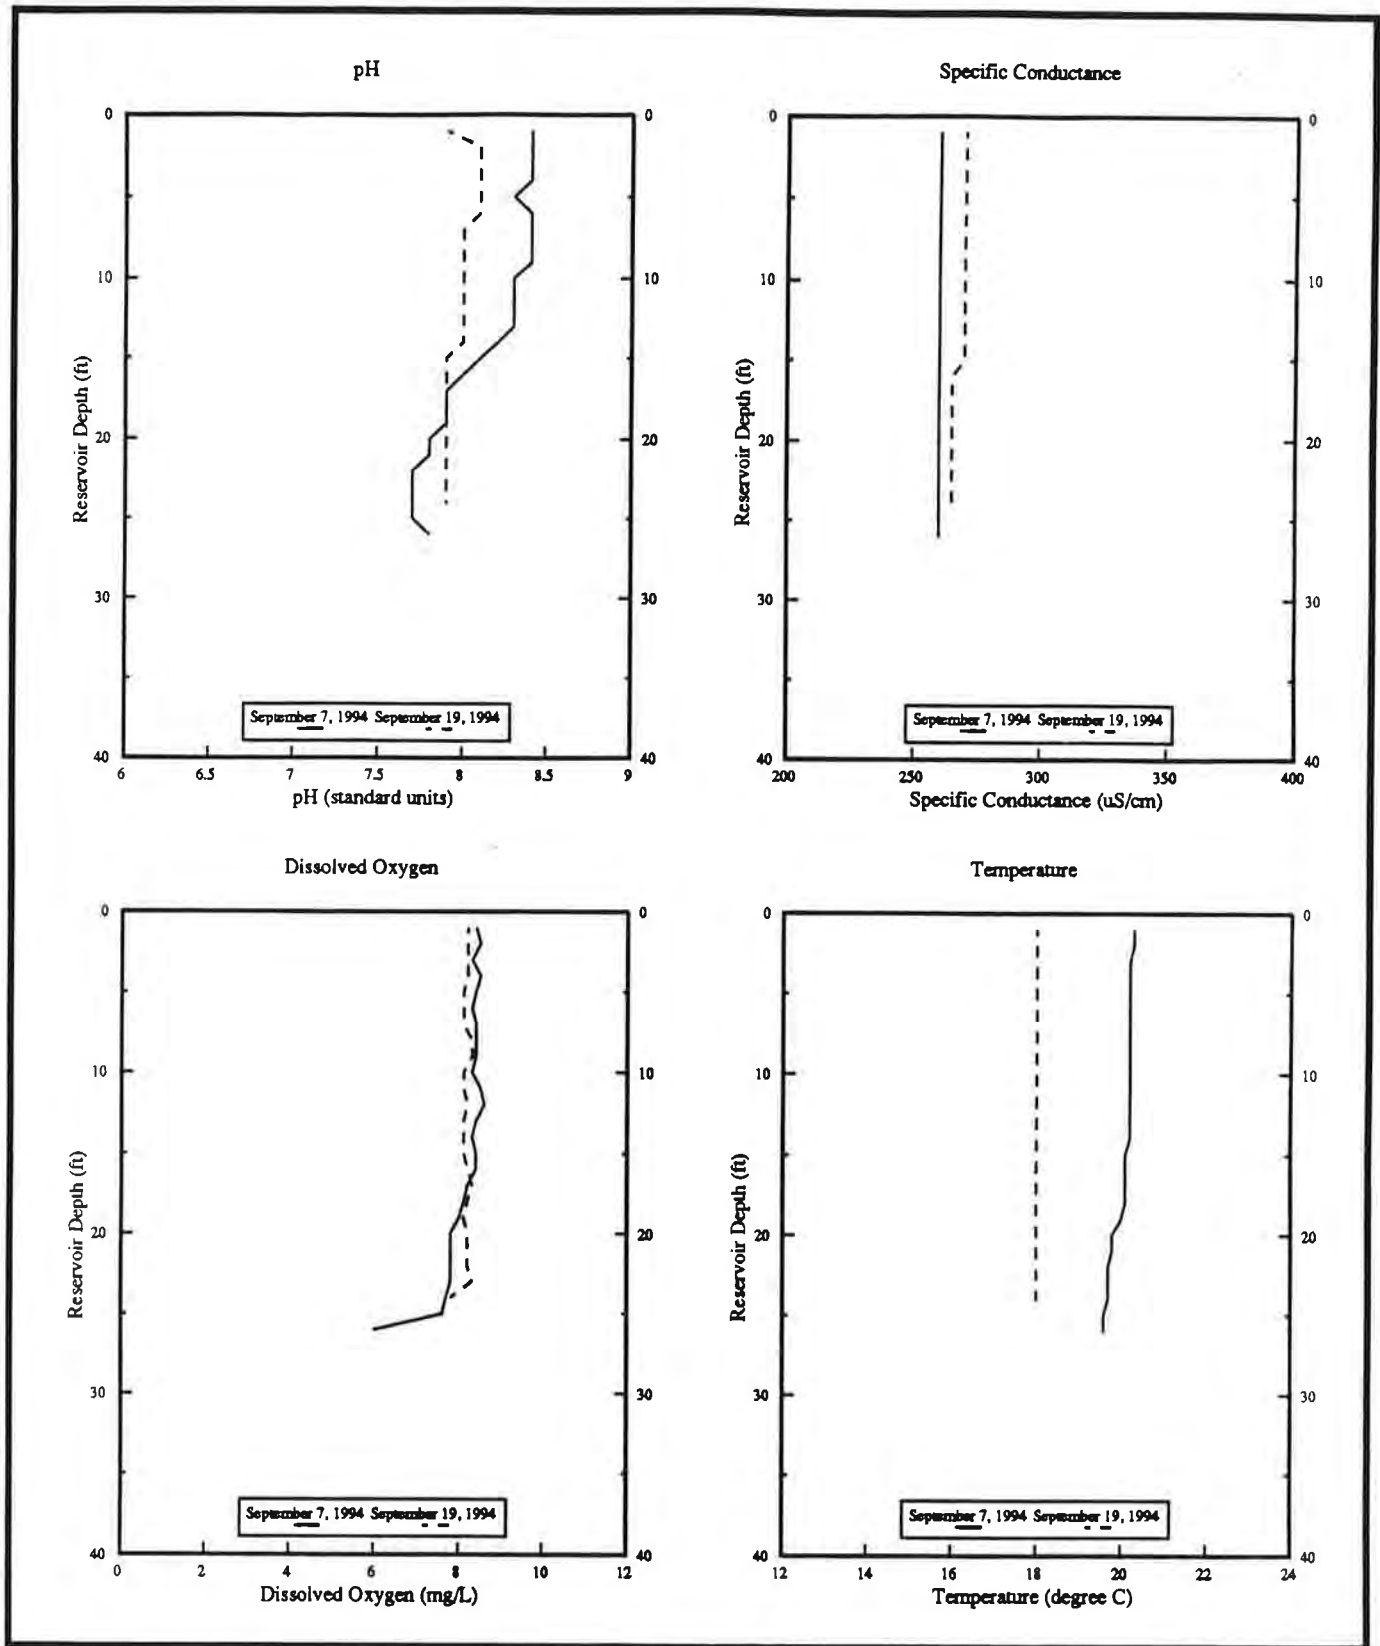 pH
0
0
10
10
20
20
30
30
40
40
Reservoir Depth (ft)
September 7, 1994 September 19, 1994
6 6.5 7 7.5 8 8.5 9
pH (standard units)
Specific Conductance
0
0
10
10
20
20
30
30
40
40
Reservoir Depth (ft)
September 7, 1994 September 19, 1994
200 250 300 350 400
Specific Conductance (uS/cm)
Dissolved Oxygen
0
0
10
10
20
20
30
30
40
40
Reservoir Depth (ft)
September 7, 1994 September 19, 1994
0 2 4 6 8 10 12
Dissolved Oxygen (mg/L)
Temperature
0
0
10
10
20
20
30
30
40
40
Reservoir Depth (ft)
September 7, 1994 September 19, 1994
12 14 16 18 20 22 24
Temperature (degree C)